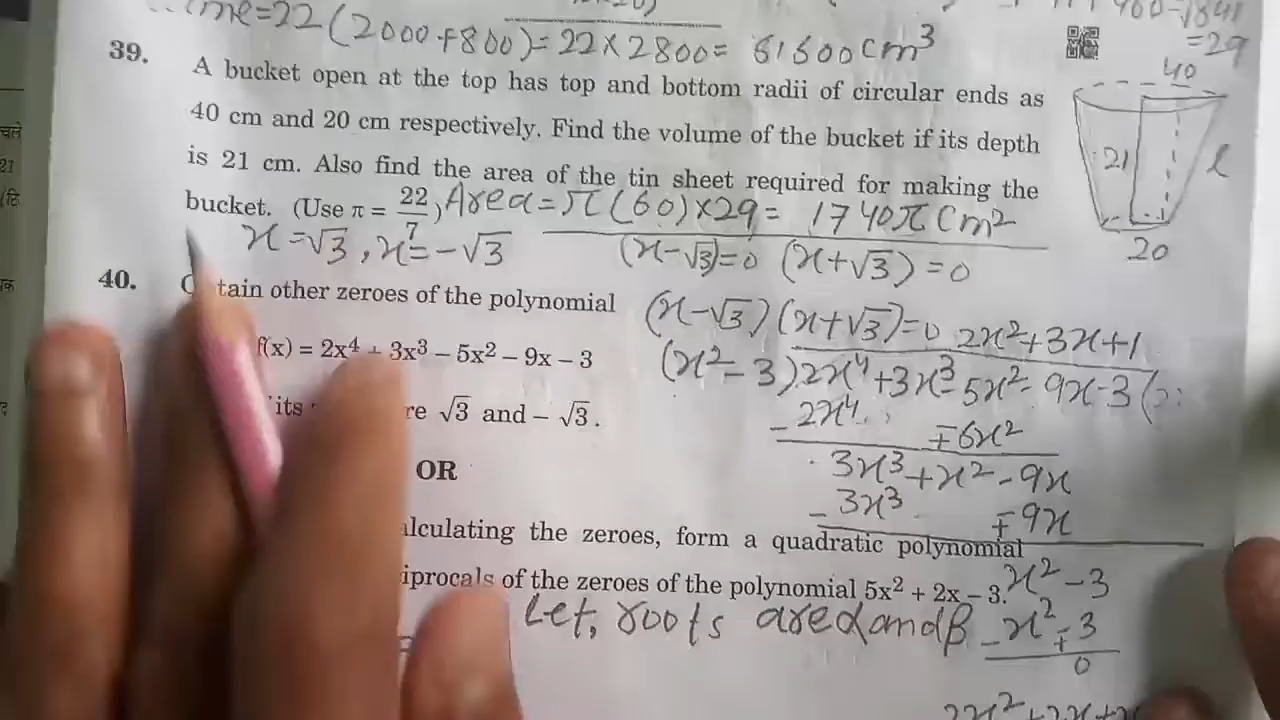 =22(2000+800)=22×2800= 61600cm³
=29
39. A bucket open at the top has top and bottom radii of circular ends as
40 cm and 20 cm respectively. Find the volume of the bucket if its depth
is 21 cm. Also find the area of the tin sheet required for making the
bucket. (Use π = 22/7) Area=π(60)×29= 1740πcm²
40
21
l
20
x=√3, x=-√3 (x-√3)=0 (x+√3)=0
40. tain other zeroes of the polynomial
(x-√3)(x+√3)=0 2x²+3x+1
f(x) = 2x⁴ + 3x³ – 5x² – 9x – 3
(x²-3)2x⁴+3x³-5x²-9x-3(
its re √3 and – √3.
-2x⁴ ∓6x²
3x³+x²-9x
OR
-3x³ ∓9x
alculating the zeroes, form a quadratic polynomial
iprocals of the zeroes of the polynomial 5x² + 2x – 3.
x²-3
Let, roots are α and β
-x²∓3
0